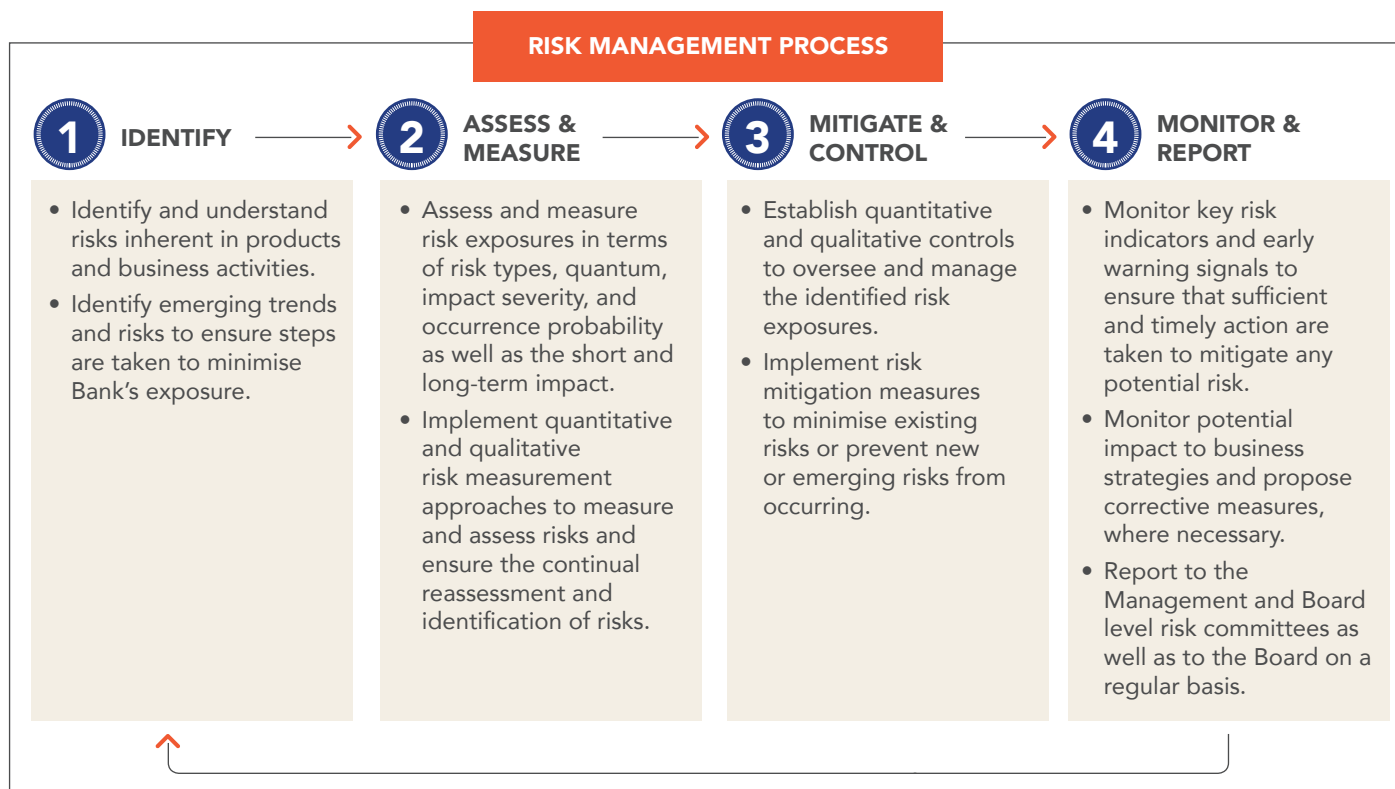 RISK MANAGEMENT PROCESS
1 IDENTIFY
• Identify and understand
risks inherent in products
and business activities.
• Identify emerging trends
and risks to ensure steps
are taken to minimise
Bank’s exposure.
2 ASSESS &
MEASURE
• Assess and measure
risk exposures in terms
of risk types, quantum,
impact severity, and
occurrence probability
as well as the short and
long-term impact.
• Implement quantitative
and qualitative
risk measurement
approaches to measure
and assess risks and
ensure the continual
reassessment and
identification of risks.
3 MITIGATE &
CONTROL
• Establish quantitative
and qualitative controls
to oversee and manage
the identified risk
exposures.
• Implement risk
mitigation measures
to minimise existing
risks or prevent new
or emerging risks from
occurring.
4 MONITOR &
REPORT
• Monitor key risk
indicators and early
warning signals to
ensure that sufficient
and timely action are
taken to mitigate any
potential risk.
• Monitor potential
impact to business
strategies and propose
corrective measures,
where necessary.
• Report to the
Management and Board
level risk committees as
well as to the Board on a
regular basis.